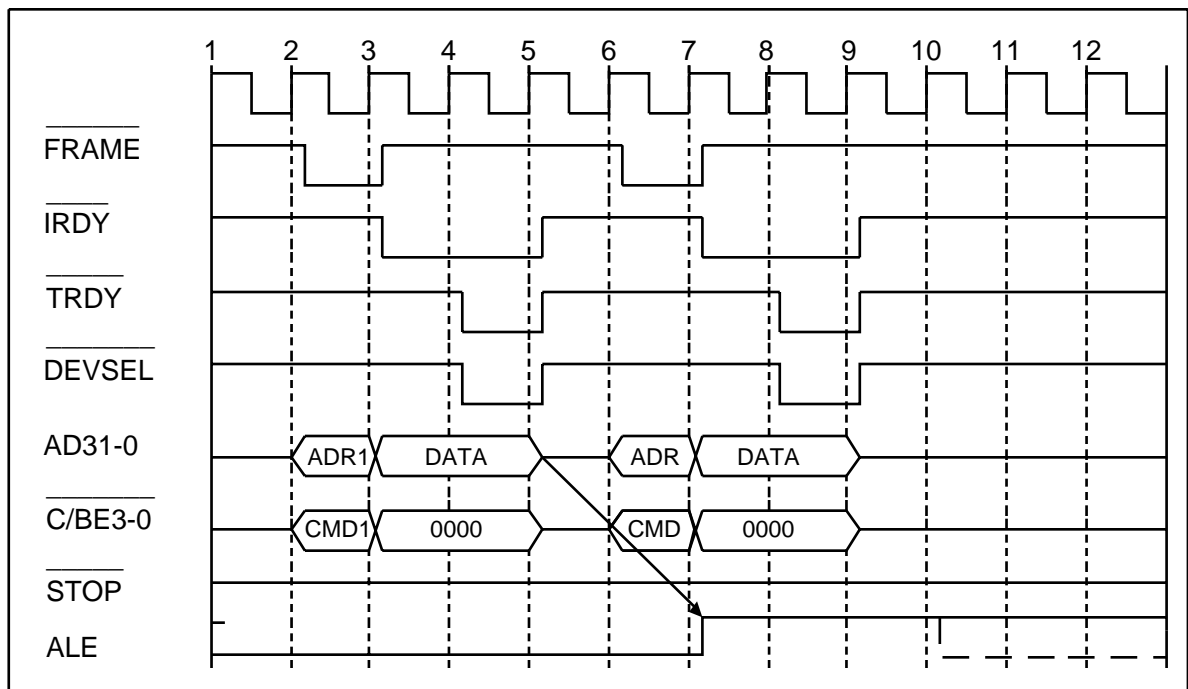 1 2 3 4 5 6 7 8 9 10 11 12
FRAME
IRDY
TRDY
DEVSEL
AD31-0 ADR1 DATA ADR DATA
C/BE3-0 CMD1 0000 CMD 0000
STOP
ALE